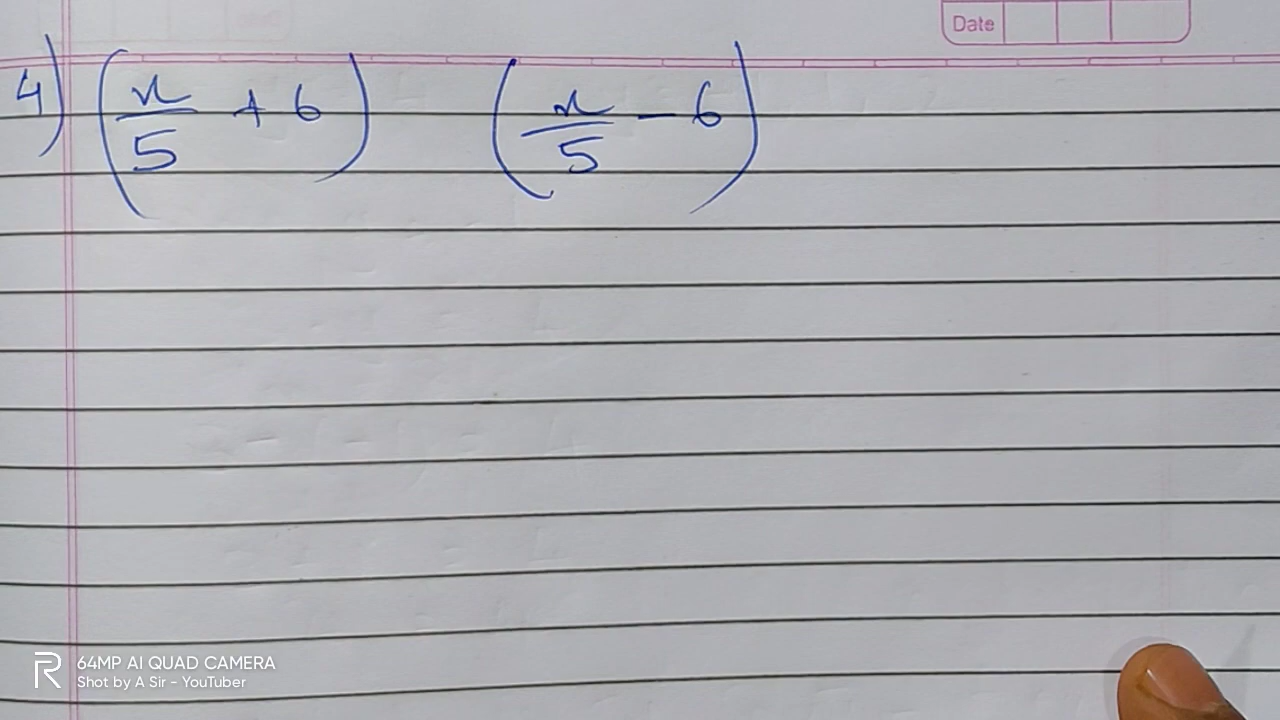 Date
4) (x/5 + 6) (x/5 - 6)
64MP AI QUAD CAMERA
Shot by A Sir - YouTuber